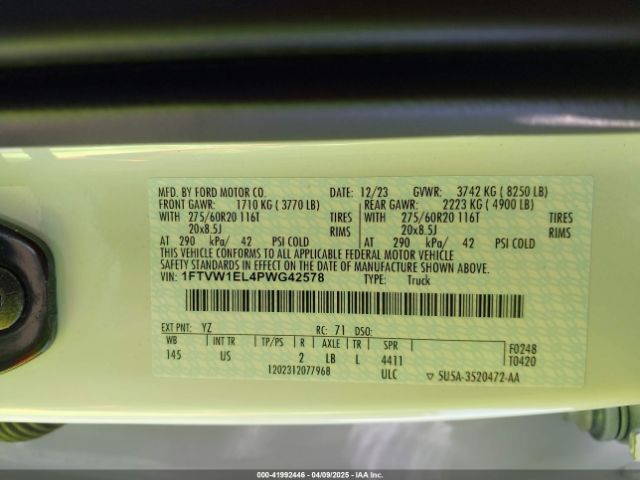 MFD. BY FORD MOTOR CO. DATE: 12/23 GVWR: 3742 KG ( 8250 LB)
FRONT GAWR: 1710 KG ( 3770 LB) REAR GAWR: 2223 KG ( 4900 LB)
WITH 275/60R20 116T TIRES WITH 275/60R20 116T TIRES
20x8.5J RIMS 20x8.5J RIMS
AT 290 kPa/ 42 PSI COLD AT 290 kPa/ 42 PSI COLD
THIS VEHICLE CONFORMS TO ALL APPLICABLE FEDERAL MOTOR VEHICLE
SAFETY STANDARDS IN EFFECT ON THE DATE OF MANUFACTURE SHOWN ABOVE.
VIN: 1FTVW1EL4PWG42578 TYPE: Truck
EXT PNT: YZ RC: 71 DSO:
WB INT TR TP/PS R AXLE TR SPR F0248
145 US 2 LB L 4411 T0420
1202312077968 ULC ▽ 5U5A-3520472-AA
000-41992446 - 04/09/2025 - IAAI.com